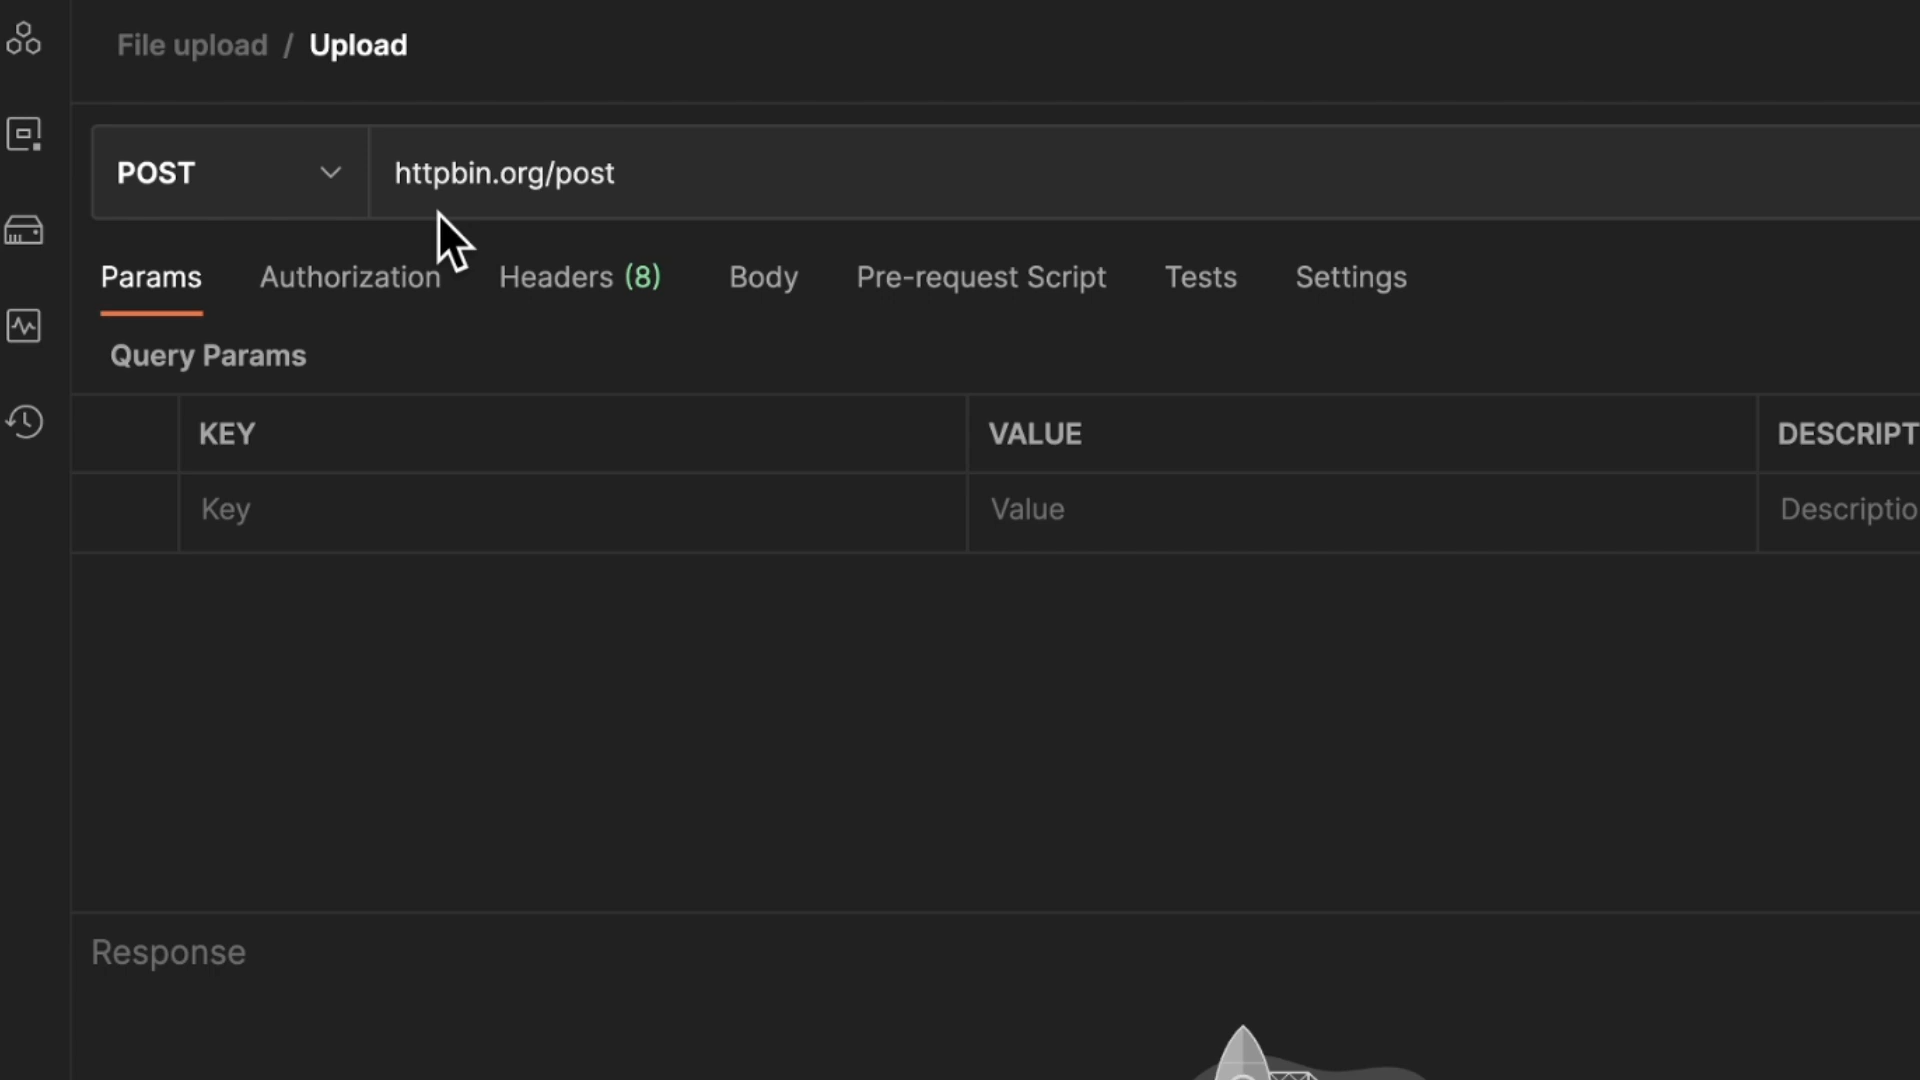 File upload / Upload
POST httpbin.org/post
Params Authorization Headers (8) Body Pre-request Script Tests Settings
Query Params
KEY VALUE DESCRIPT
Key Value Descriptio
Response